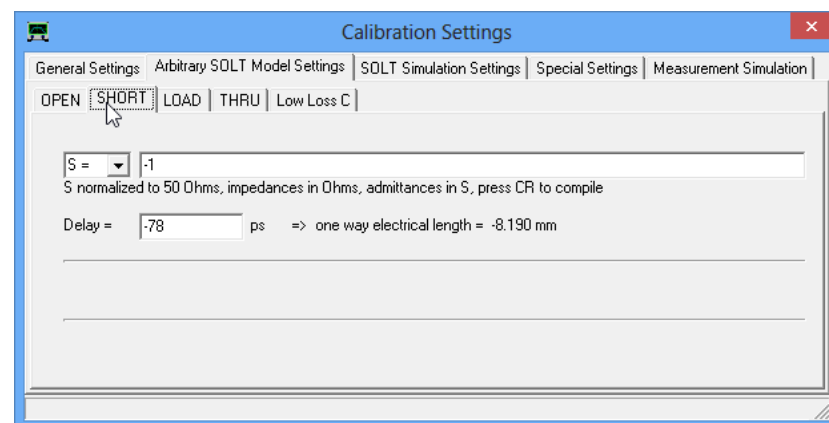 Calibration Settings
General Settings Arbitrary SOLT Model Settings SOLT Simulation Settings Special Settings Measurement Simulation
OPEN SHORT LOAD THRU Low Loss C
S = -1
S normalized to 50 Ohms, impedances in Ohms, admittances in S, press CR to compile
Delay = -78 ps => one way electrical length = -8.190 mm